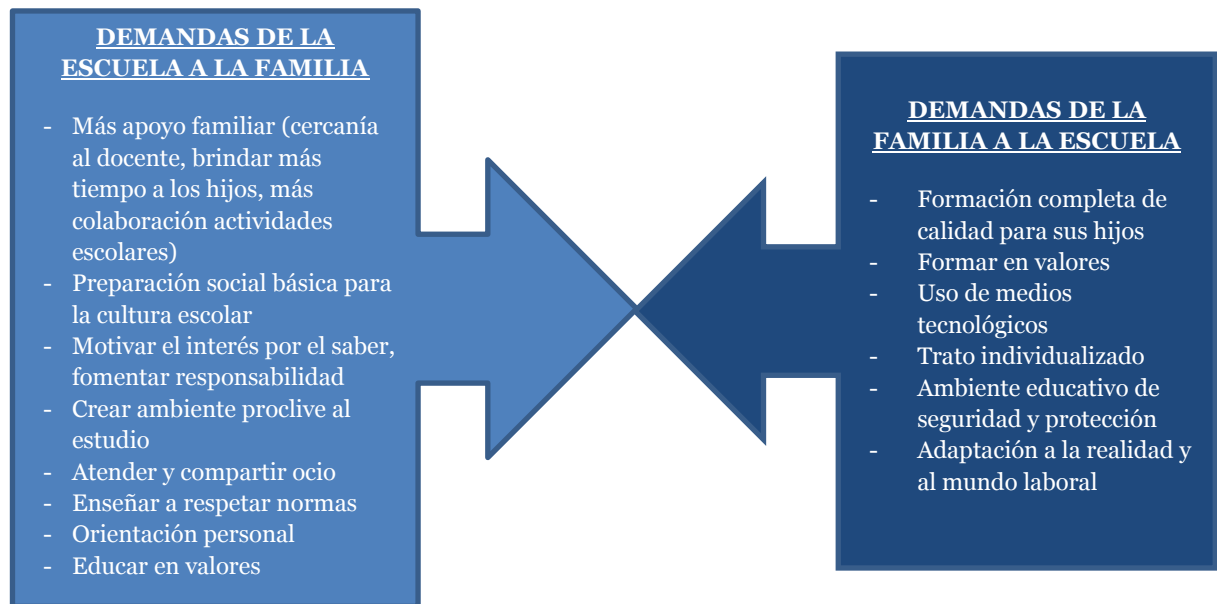 DEMANDAS DE LA
ESCUELA A LA FAMILIA
- Más apoyo familiar (cercanía
al docente, brindar más
tiempo a los hijos, más
colaboración actividades
escolares)
- Preparación social básica para
la cultura escolar
- Motivar el interés por el saber,
fomentar responsabilidad
- Crear ambiente proclive al
estudio
- Atender y compartir ocio
- Enseñar a respetar normas
- Orientación personal
- Educar en valores
DEMANDAS DE LA
FAMILIA A LA ESCUELA
- Formación completa de
calidad para sus hijos
- Formar en valores
- Uso de medios
tecnológicos
- Trato individualizado
- Ambiente educativo de
seguridad y protección
- Adaptación a la realidad y
al mundo laboral